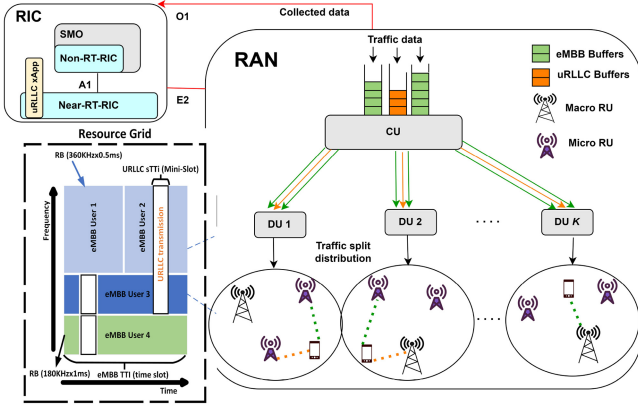 RIC
SMO
Non-RT-RIC
A1
uRLLC xApp
Near-RT-RIC
O1
Collected data
E2
RAN
Traffic data
eMBB Buffers
uRLLC Buffers
Macro RU
Micro RU
CU
DU 1
DU 2
....
DU K
Traffic split
distribution
....
Resource Grid
RB (360KHzx0.5ms)
URLLC sTTi (Mini-Slot)
Frequency
eMBB User 1
eMBB User 2
URLLC transmission
eMBB User 3
eMBB User 4
RB (180KHzx1ms)
eMBB TTI (time slot)
Time